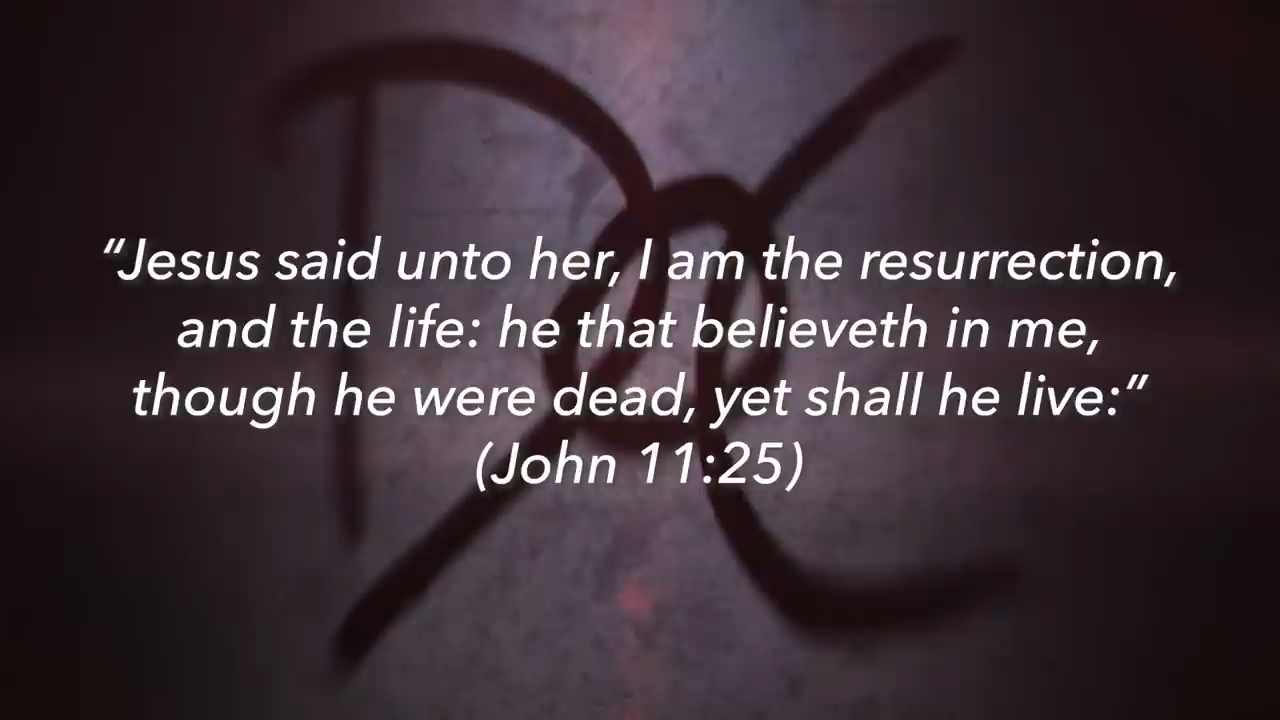 “Jesus said unto her, I am the resurrection,
and the life: he that believeth in me,
though he were dead, yet shall he live:”
(John 11:25)